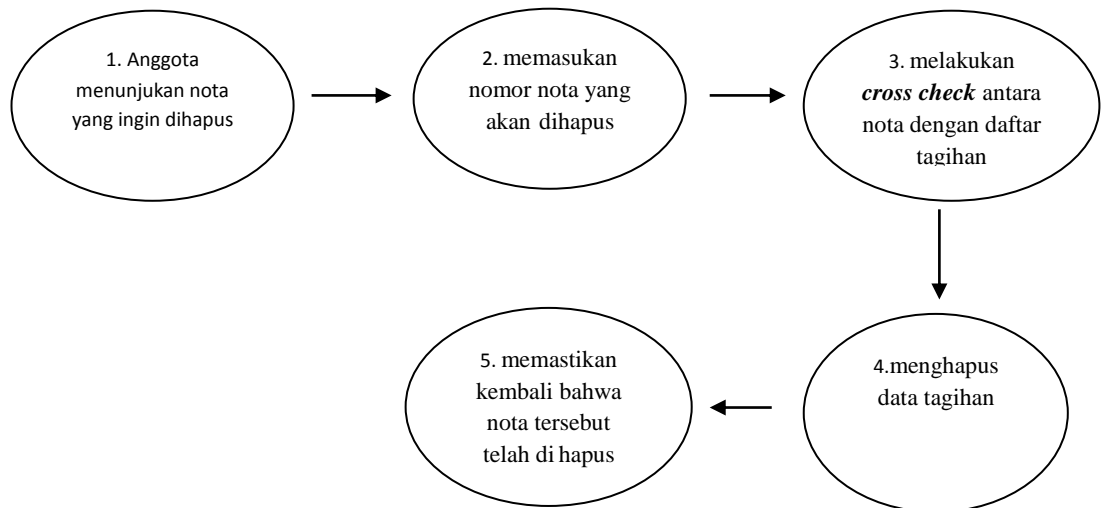 1. Anggota
menunjukan nota
yang ingin dihapus
2. memasukan
nomor nota yang
akan dihapus
3. melakukan
cross check antara
nota dengan daftar
tagihan
4.menghapus
data tagihan
5. memastikan
kembali bahwa
nota tersebut
telah di hapus